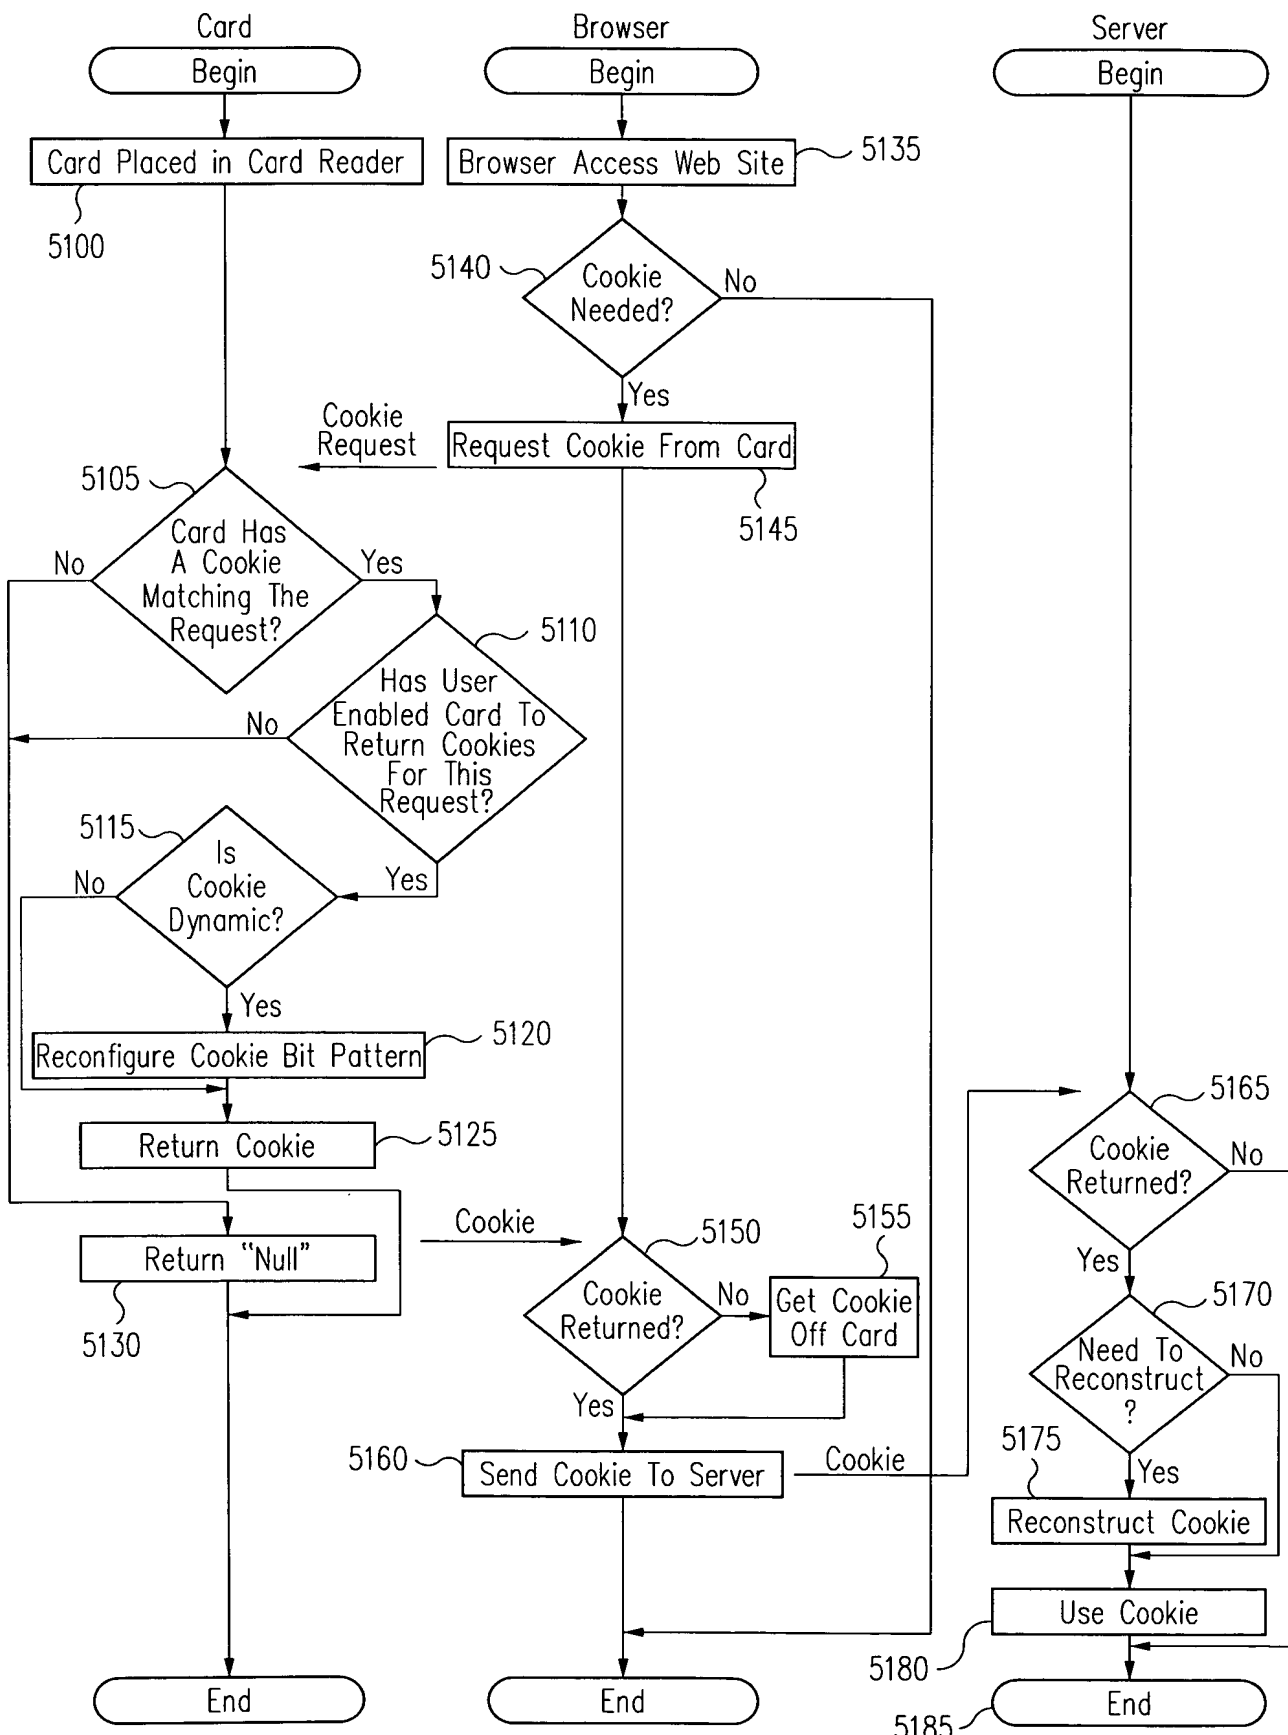 Card
Begin
Card Placed in Card Reader
5100
5105
Card Has
A Cookie
Matching The
Request?
No
Yes
5110
Has User
Enabled Card To
Return Cookies
For This
Request?
No
Yes
5115
Is
Cookie
Dynamic?
No
Yes
Reconfigure Cookie Bit Pattern
5120
Return Cookie
5125
Return "Null"
5130
End
Browser
Begin
Browser Access Web Site
5135
5140
Cookie
Needed?
No
Yes
Cookie
Request
Request Cookie From Card
5145
Cookie
5150
Cookie
Returned?
No
Yes
5155
Get Cookie
Off Card
5160
Send Cookie To Server
Cookie
End
Server
Begin
5165
Cookie
Returned?
No
Yes
5170
Need To
Reconstruct
?
No
Yes
5175
Reconstruct Cookie
Use Cookie
5180
End
5185